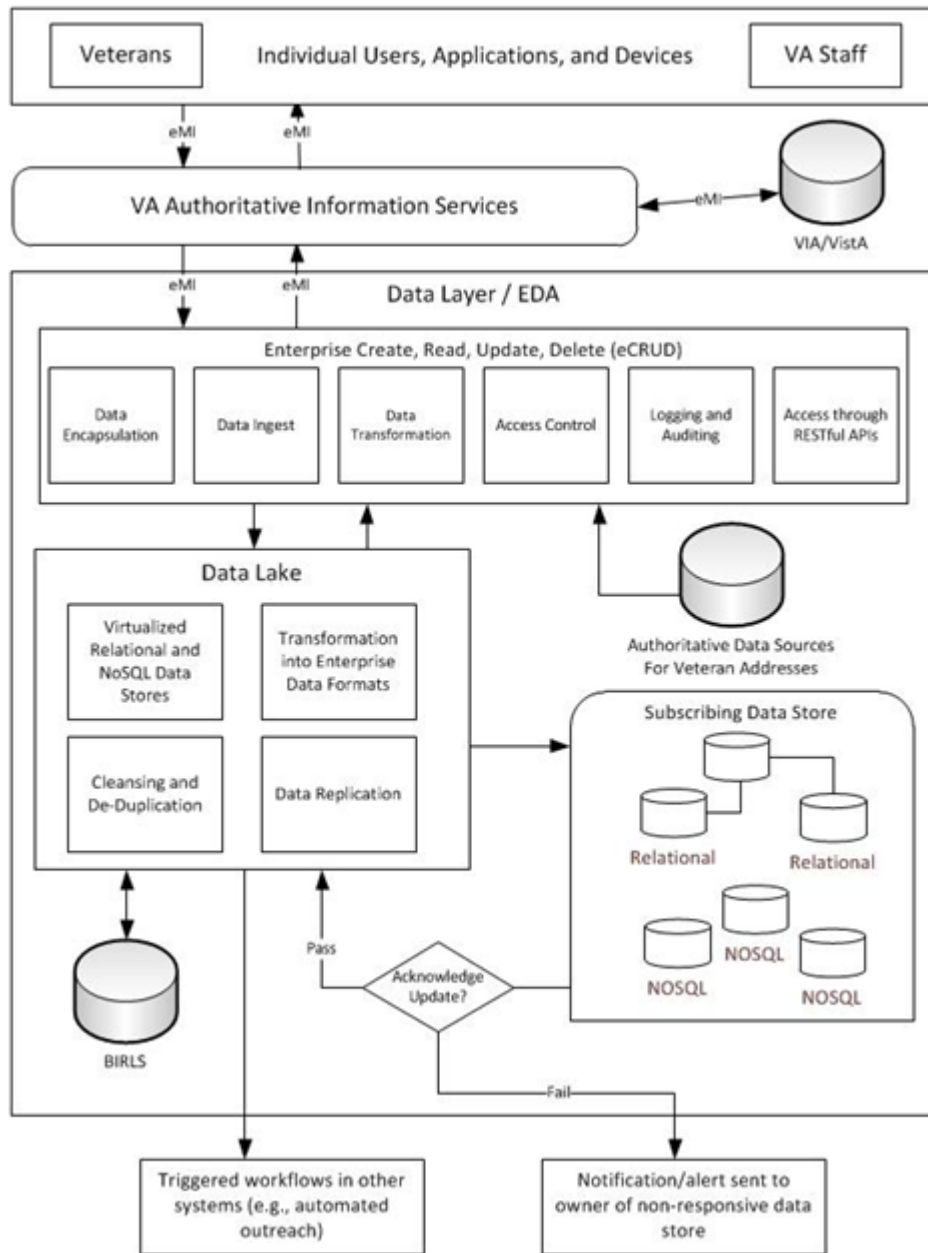 Veterans
Individual Users, Applications, and Devices
VA Staff
eMI
eMI
VA Authoritative Information Services
eMI
VIA/VistA
eMI
eMI
Data Layer / EDA
Enterprise Create, Read, Update, Delete (eCRUD)
Data
Encapsulation
Data Ingest
Data
Transformation
Access Control
Logging and
Auditing
Access through
RESTful APIs
Data Lake
Virtualized
Relational and
NoSQL Data
Stores
Transformation
into Enterprise
Data Formats
Cleansing and
De-Duplication
Data Replication
Authoritative Data Sources
For Veteran Addresses
Subscribing Data Store
Relational
Relational
NOSQL
NOSQL
NOSQL
Pass
Acknowledge
Update?
BIRLS
Fail
Triggered workflows in other
systems (e.g., automated
outreach)
Notification/alert sent to
owner of non-responsive data
store